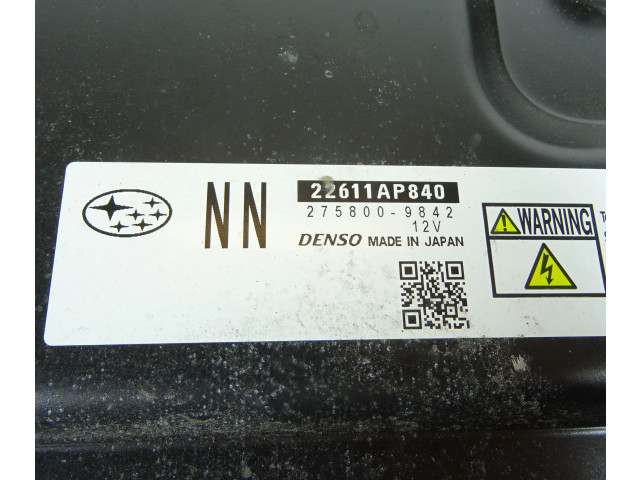 NN
22611AP840
275800-9842
12V
DENSO MADE IN JAPAN
WARNING